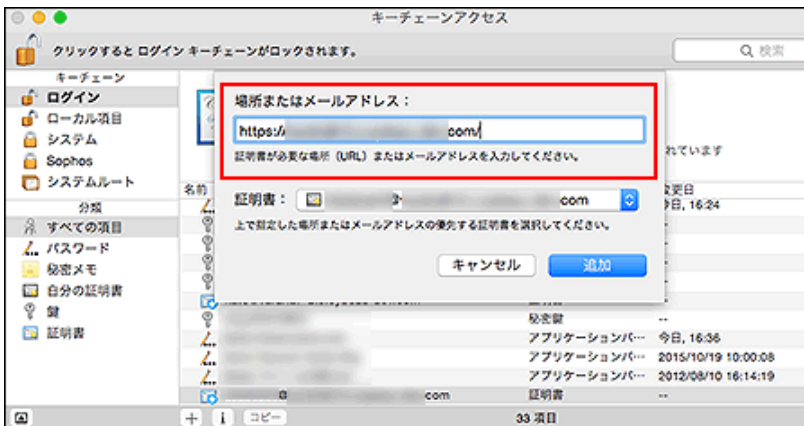 キーチェーンアクセス
クリックすると ログイン キーチェーンがロックされます。
検索
キーチェーン
ログイン
ローカル項目
システム
Sophos
システムルート
分類
すべての項目
パスワード
秘密メモ
自分の証明書
鍵
証明書
場所またはメールアドレス：
https:// com/
証明書が必要な場所（URL）またはメールアドレスを入力してください。
れています
証明書： com
上で指定した場所またはメールアドレスの優先する証明書を選択してください。
キャンセル 追加
名前 変更日
今日, 16:24
秘密鍵 --
アプリケーションパ… 今日, 16:36
アプリケーションパ… 2015/10/19 10:00:08
アプリケーションパ… 2012/08/10 16:14:19
com 証明書 --
コピー
33 項目